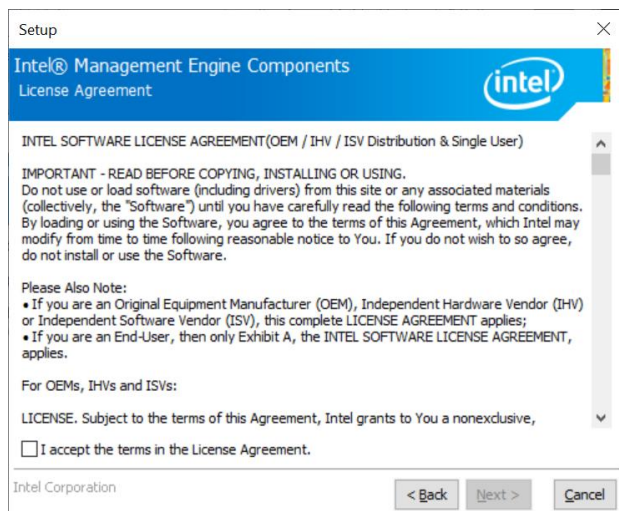 Setup
Intel® Management Engine Components
License Agreement
intel
INTEL SOFTWARE LICENSE AGREEMENT(OEM / IHV / ISV Distribution & Single User)
IMPORTANT - READ BEFORE COPYING, INSTALLING OR USING.
Do not use or load software (including drivers) from this site or any associated materials
(collectively, the "Software") until you have carefully read the following terms and conditions.
By loading or using the Software, you agree to the terms of this Agreement, which Intel may
modify from time to time following reasonable notice to You. If you do not wish to so agree,
do not install or use the Software.
Please Also Note:
• If you are an Original Equipment Manufacturer (OEM), Independent Hardware Vendor (IHV)
or Independent Software Vendor (ISV), this complete LICENSE AGREEMENT applies;
• If you are an End-User, then only Exhibit A, the INTEL SOFTWARE LICENSE AGREEMENT,
applies.
For OEMs, IHVs and ISVs:
LICENSE. Subject to the terms of this Agreement, Intel grants to You a nonexclusive,
I accept the terms in the License Agreement.
Intel Corporation
< Back
Next >
Cancel